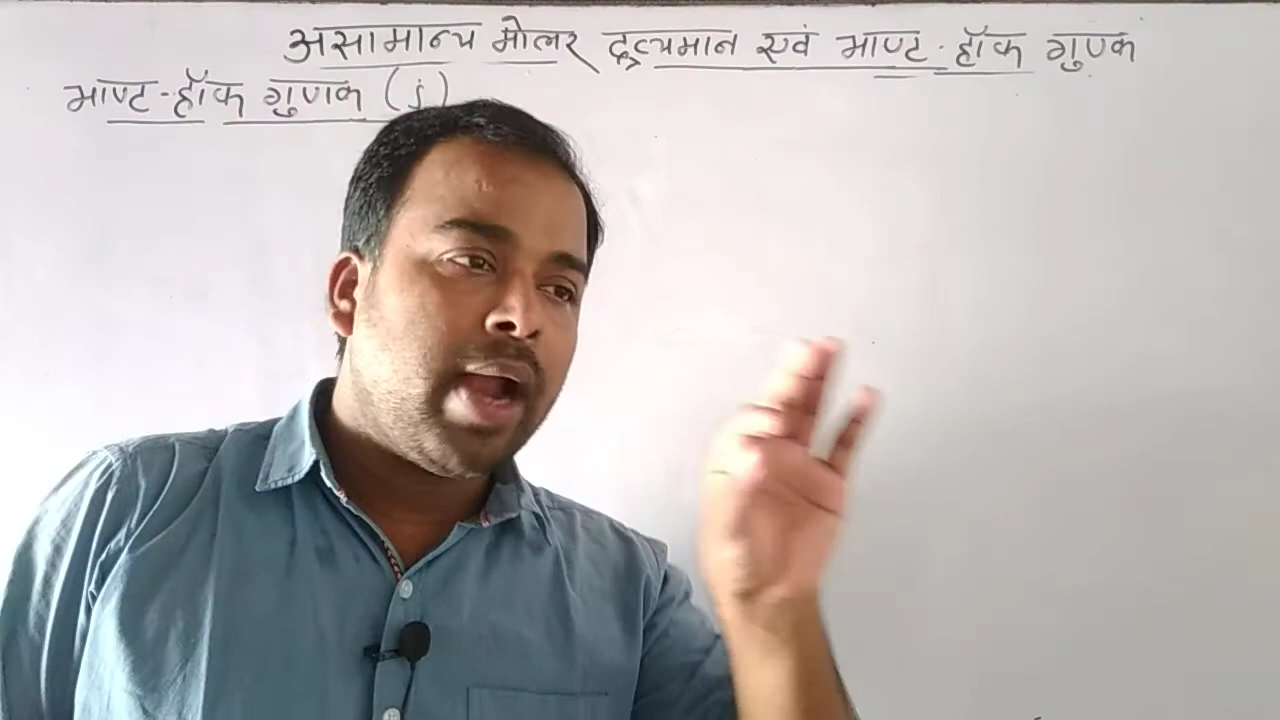 असामान्य मोलर द्रव्यमान एवं भाण्ट-हॉफ गुणक
भाण्ट-हॉफ गुणक (i)